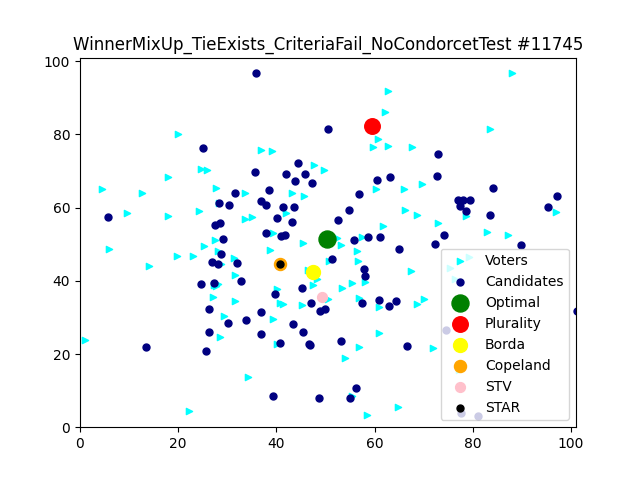 WinnerMixUp_TieExists_CriteriaFail_NoCondorcetTest #11745
100
80
60
40
20
0
0 20 40 60 80 100
Voters
Candidates
Optimal
Plurality
Borda
Copeland
STV
STAR